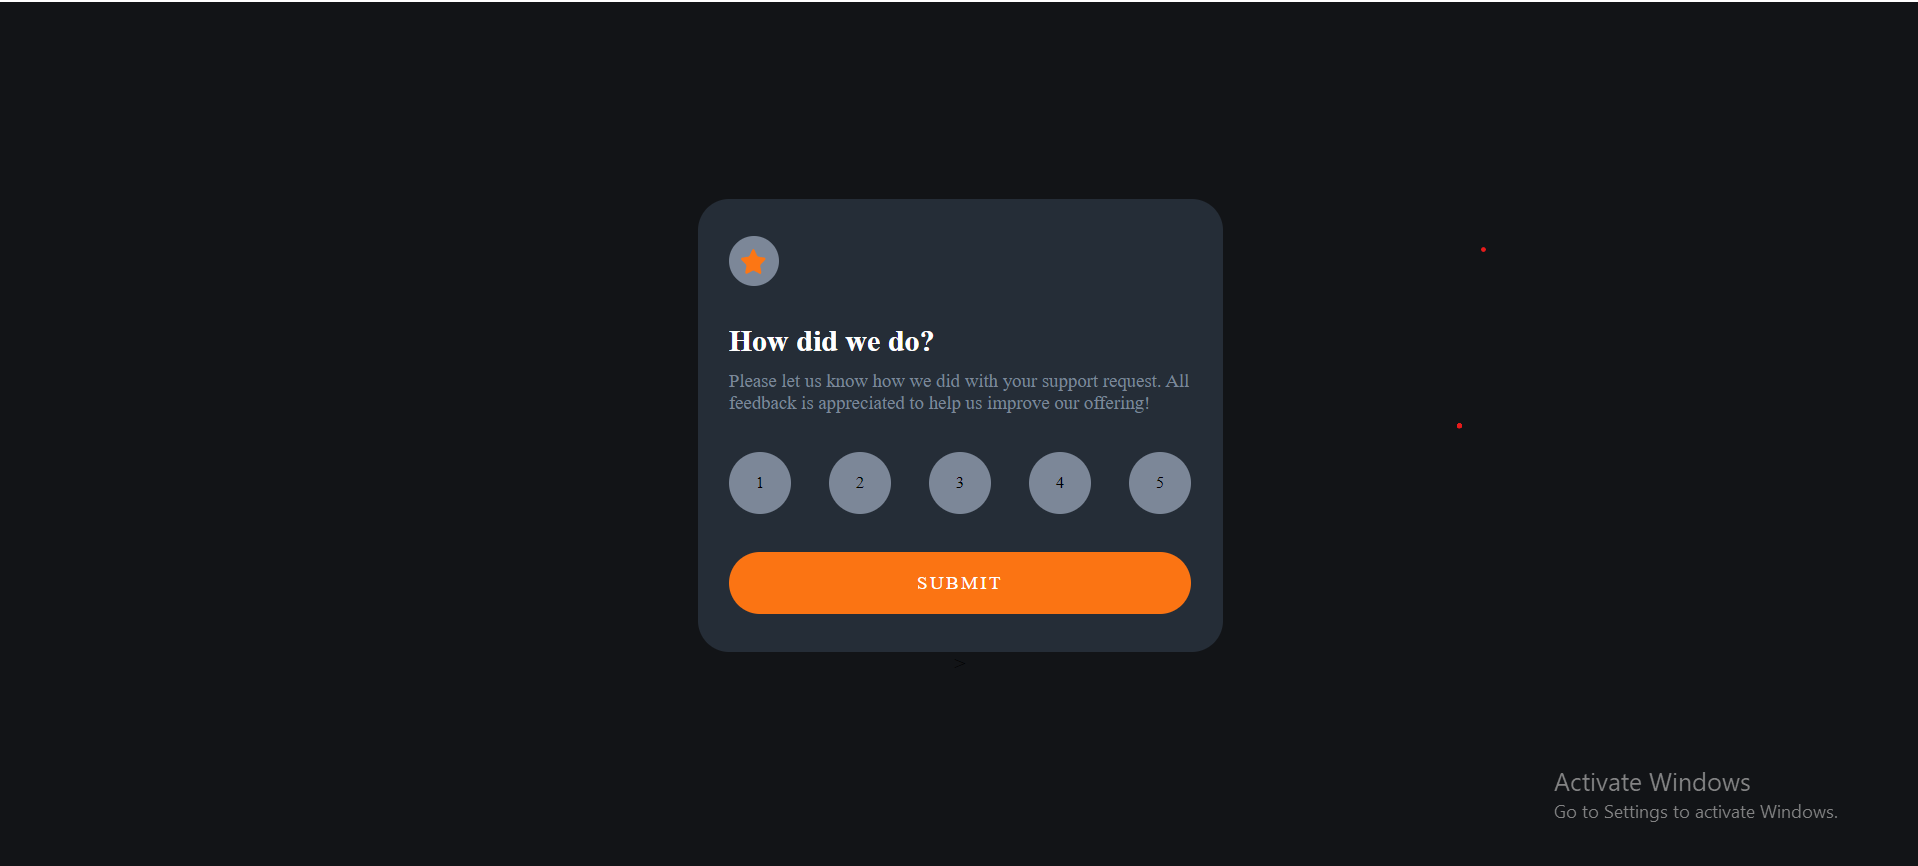 How did we do?
Please let us know how we did with your support request. All
feedback is appreciated to help us improve our offering!
1 2 3 4 5
SUBMIT
>
Activate Windows
Go to Settings to activate Windows.